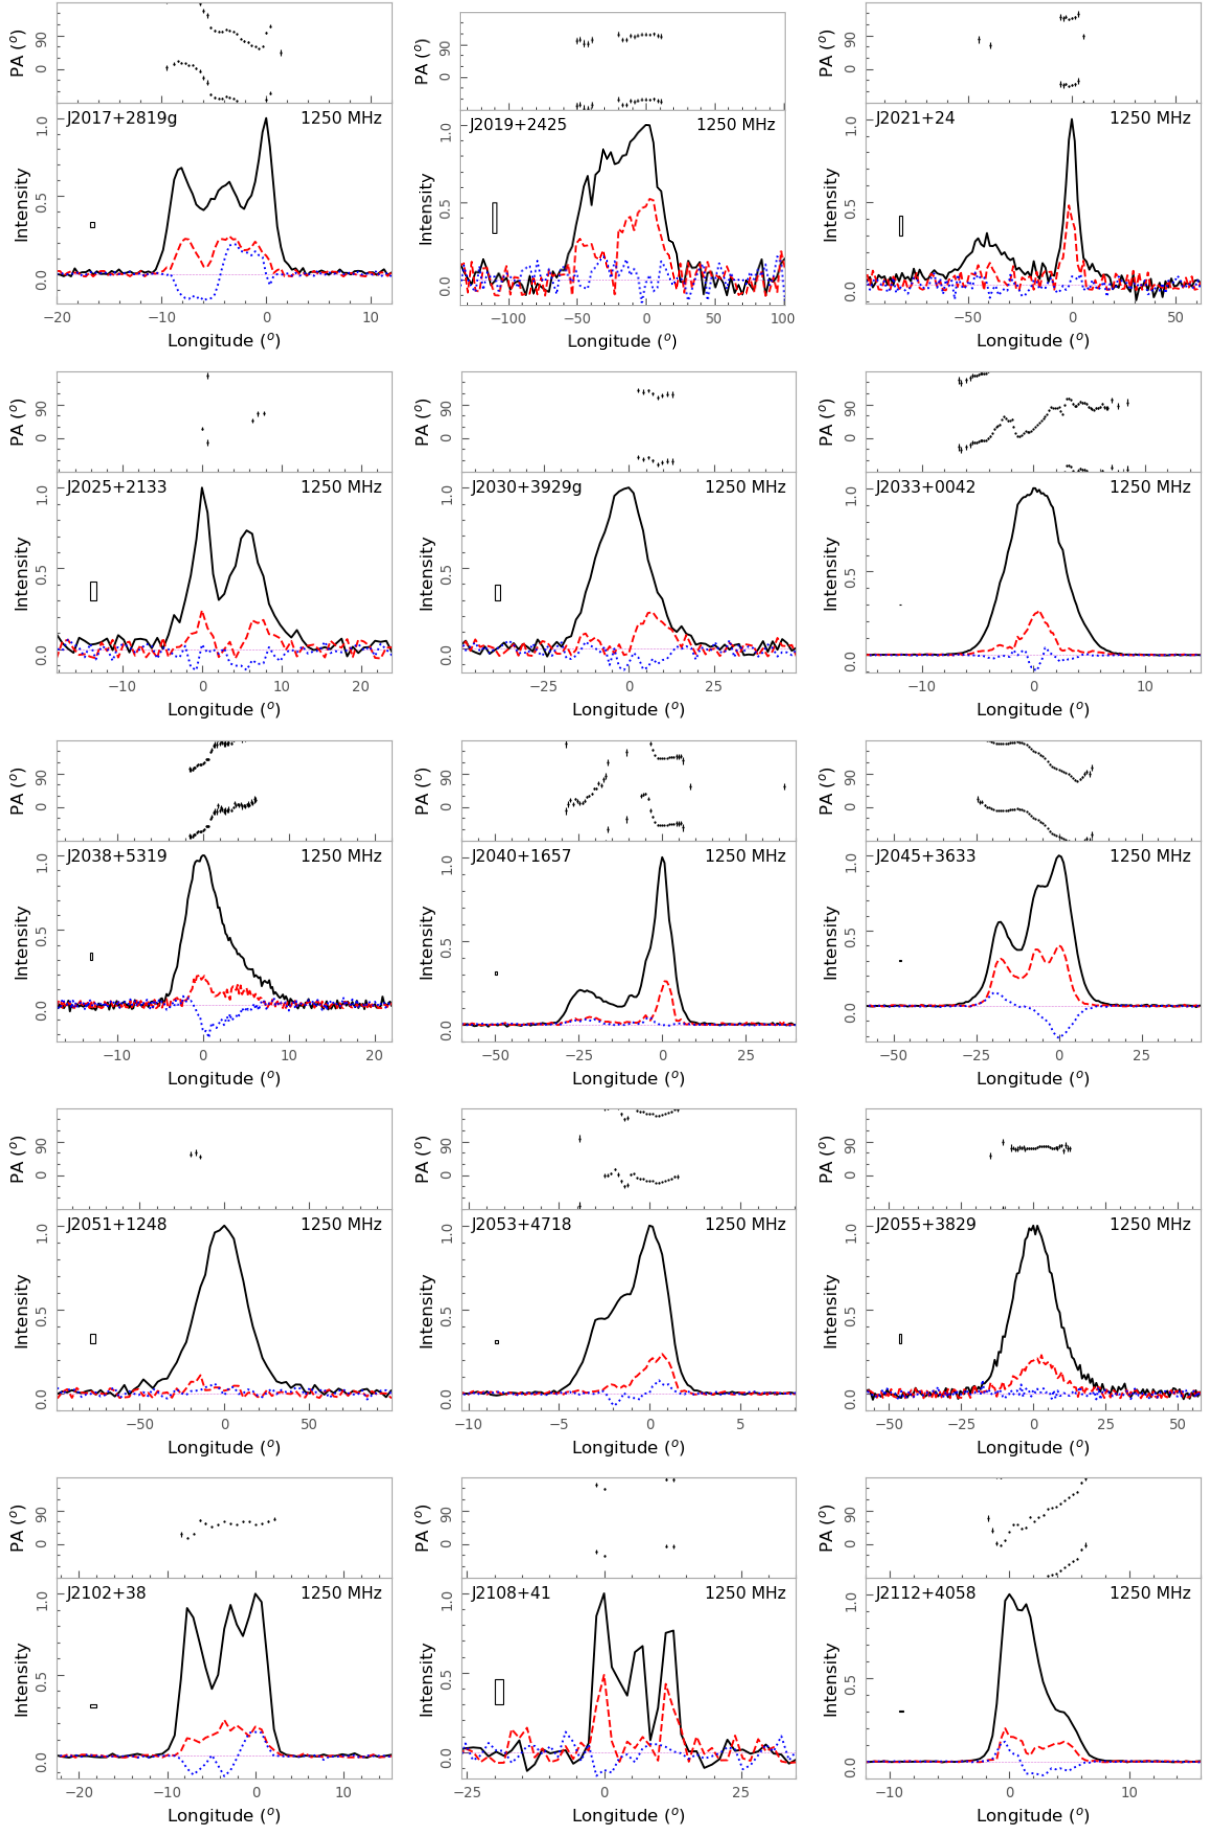 PA (°)
90
0
J2017+2819g 1250 MHz
Intensity
1.0
0.5
0.0
−20 −10 0 10
Longitude (°)
PA (°)
90
0
J2019+2425 1250 MHz
Intensity
1.0
0.5
0.0
−100 −50 0 50 100
Longitude (°)
PA (°)
90
0
J2021+24 1250 MHz
Intensity
1.0
0.5
0.0
−50 0 50
Longitude (°)
PA (°)
90
0
J2025+2133 1250 MHz
Intensity
1.0
0.5
0.0
−10 0 10 20
Longitude (°)
PA (°)
90
0
J2030+3929g 1250 MHz
Intensity
1.0
0.5
0.0
−25 0 25
Longitude (°)
PA (°)
90
0
J2033+0042 1250 MHz
Intensity
1.0
0.5
0.0
−10 0 10
Longitude (°)
PA (°)
90
0
J2038+5319 1250 MHz
Intensity
1.0
0.5
0.0
−10 0 10 20
Longitude (°)
PA (°)
90
0
J2040+1657 1250 MHz
Intensity
1.0
0.5
0.0
−50 −25 0 25
Longitude (°)
PA (°)
90
0
J2045+3633 1250 MHz
Intensity
1.0
0.5
0.0
−50 −25 0 25
Longitude (°)
PA (°)
90
0
J2051+1248 1250 MHz
Intensity
1.0
0.5
0.0
−50 0 50
Longitude (°)
PA (°)
90
0
J2053+4718 1250 MHz
Intensity
1.0
0.5
0.0
−10 −5 0 5
Longitude (°)
PA (°)
90
0
J2055+3829 1250 MHz
Intensity
1.0
0.5
0.0
−50 −25 0 25 50
Longitude (°)
PA (°)
90
0
J2102+38 1250 MHz
Intensity
1.0
0.5
0.0
−20 −10 0 10
Longitude (°)
PA (°)
90
0
J2108+41 1250 MHz
Intensity
1.0
0.5
0.0
−25 0 25
Longitude (°)
PA (°)
90
0
J2112+4058 1250 MHz
Intensity
1.0
0.5
0.0
−10 0 10
Longitude (°)